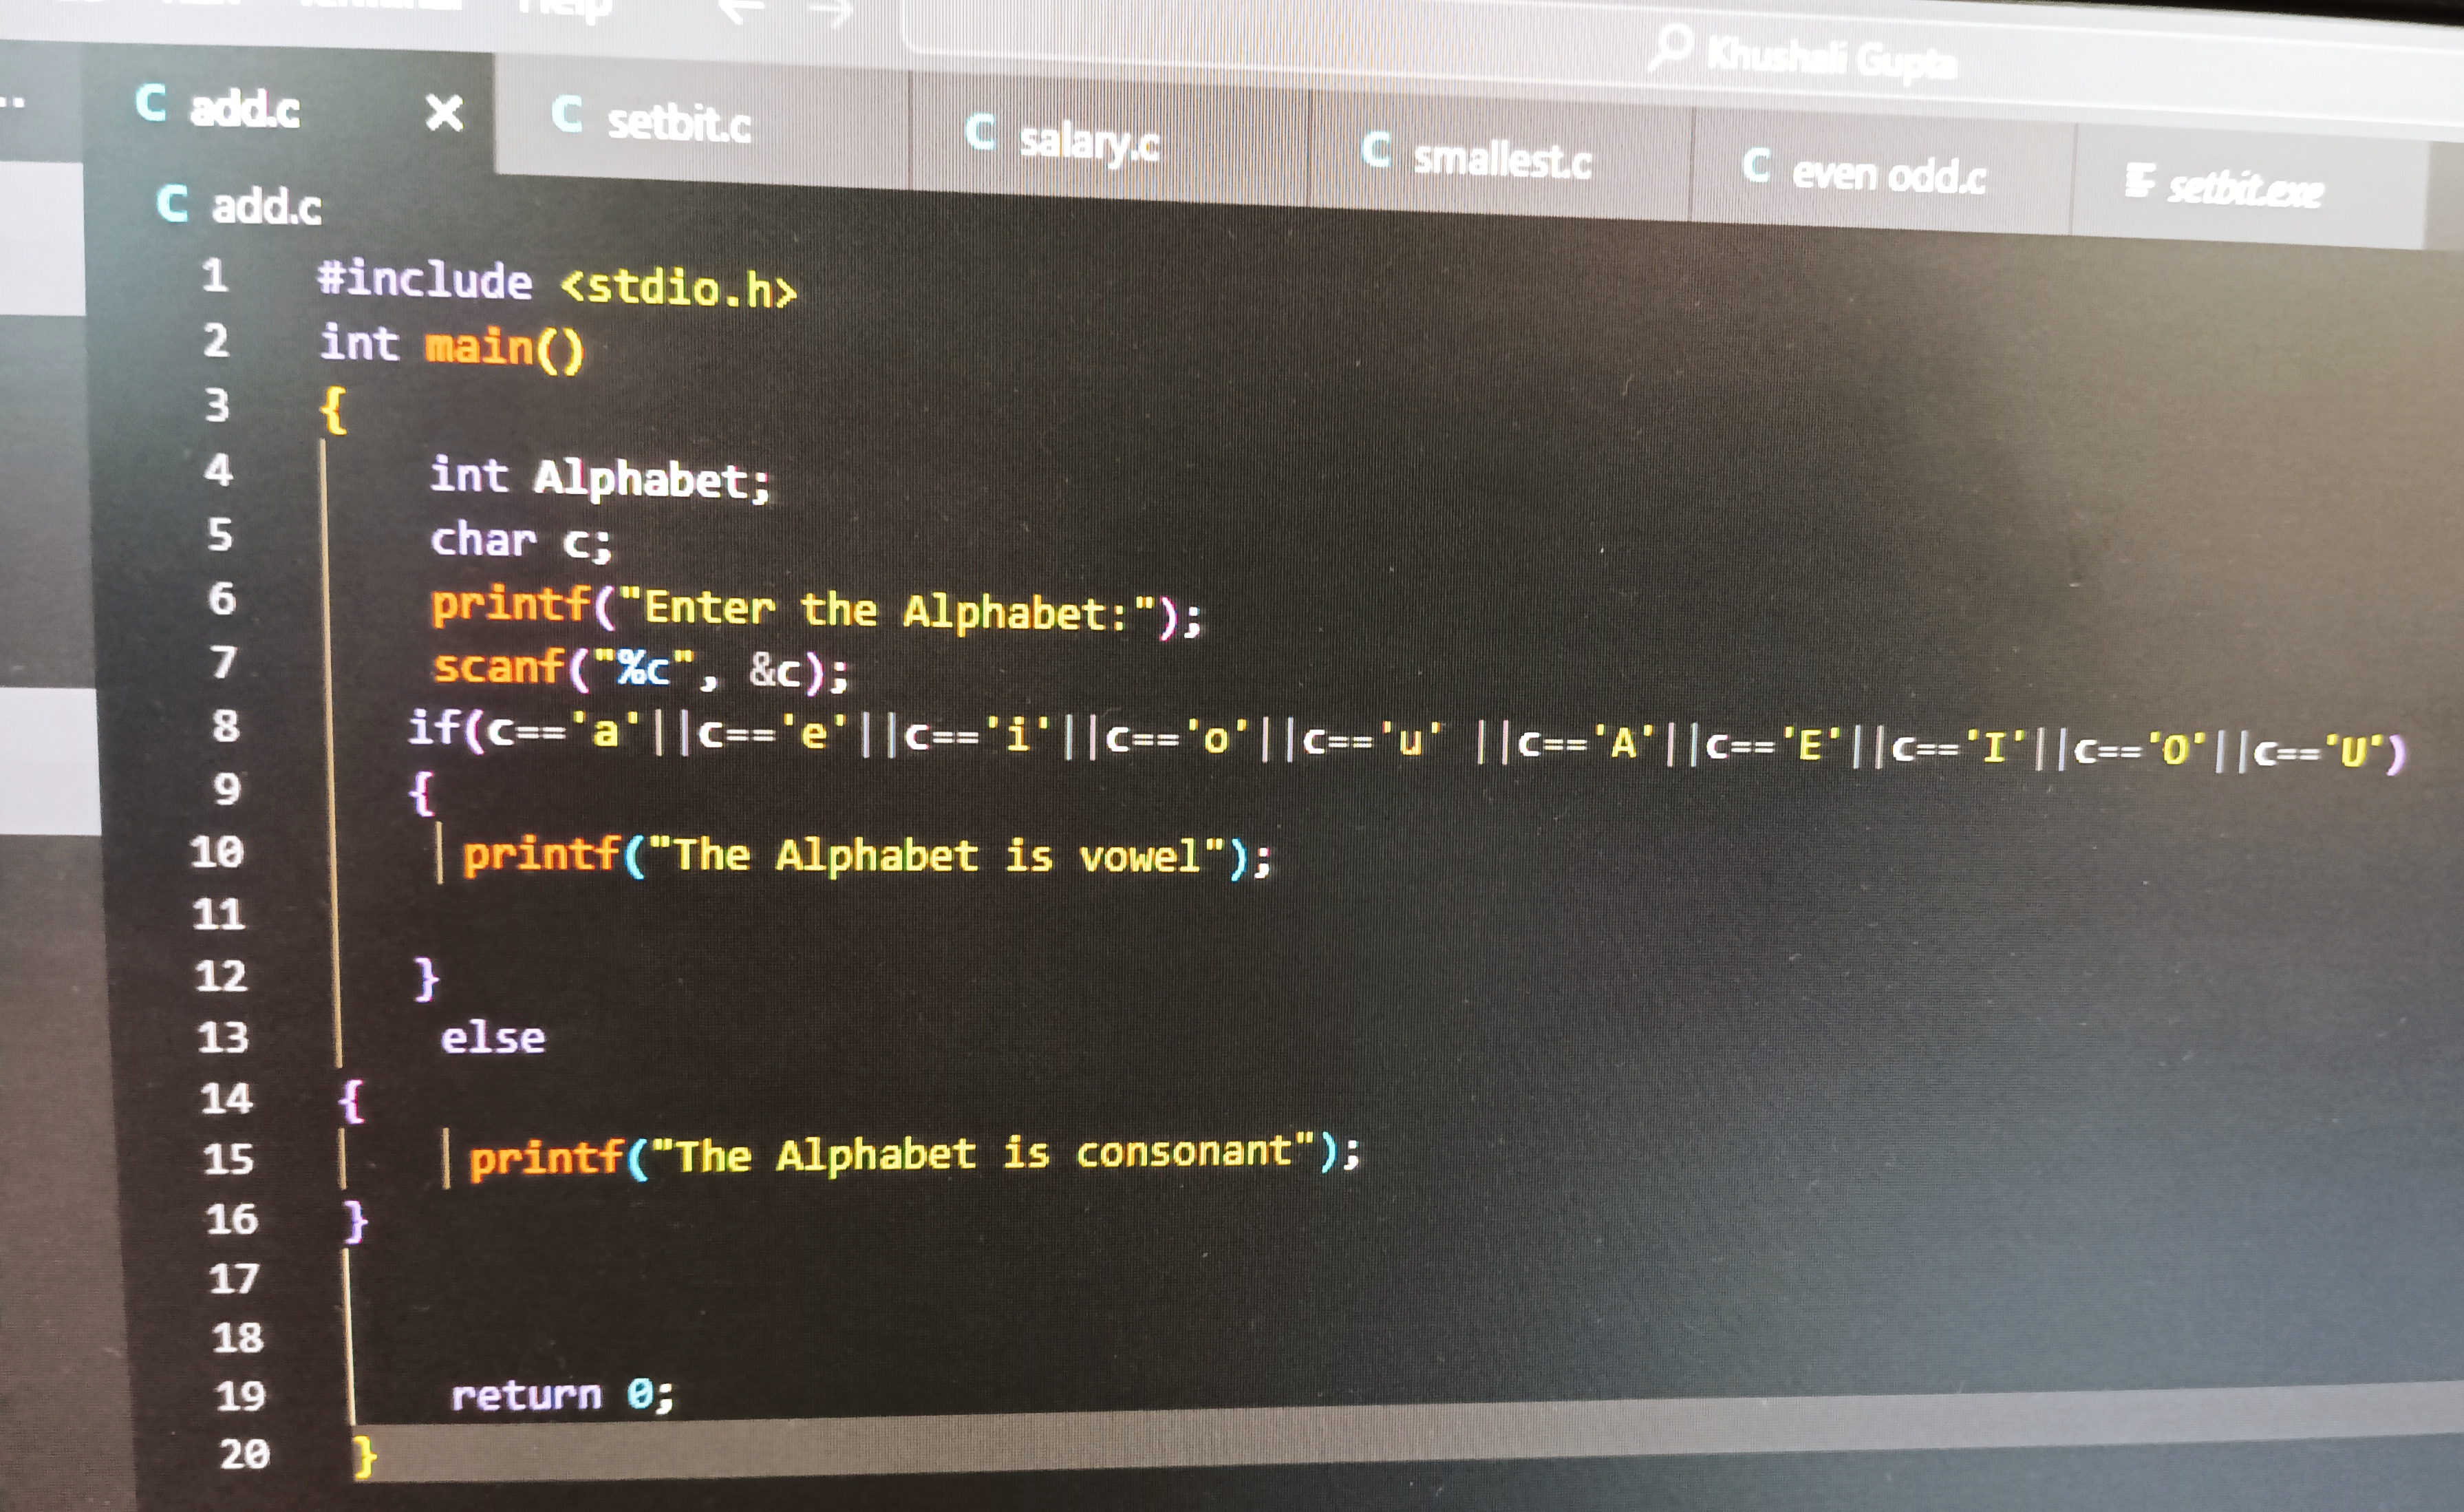 Help
Khushali Gupta
add.c
setbit.c
salary.c
smallest.c
even odd.c
setbit.exe
add.c
1 #include <stdio.h>
2 int main()
3 {
4 int Alphabet;
5 char c;
6 printf("Enter the Alphabet:");
7 scanf("%c", &c);
8 if(c=='a'||c=='e'||c=='i'||c=='o'||c=='u' ||c=='A'||c=='E'||c=='I'||c=='O'||c=='U')
9 {
10 printf("The Alphabet is vowel");
11
12 }
13 else
14 {
15 printf("The Alphabet is consonant");
16 }
17
18
19 return 0;
20 }